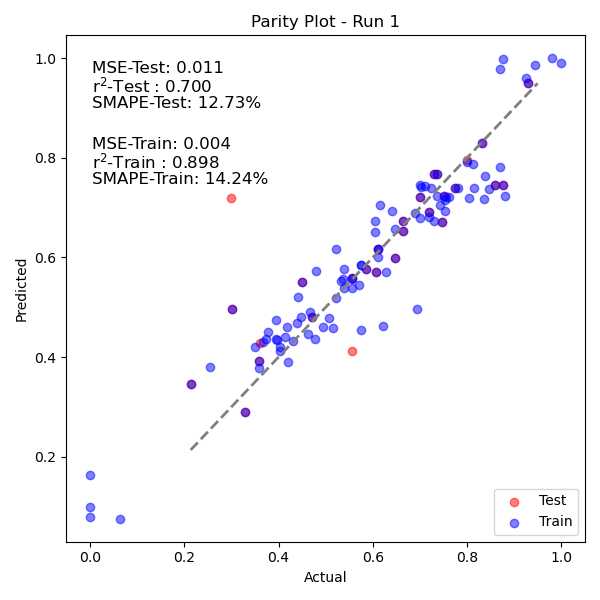 Parity Plot - Run 1
MSE-Test: 0.011
r²-Test : 0.700
SMAPE-Test: 12.73%
MSE-Train: 0.004
r²-Train : 0.898
SMAPE-Train: 14.24%
1.0
0.8
0.6
0.4
0.2
Predicted
Test
Train
0.0
0.2
0.4
0.6
0.8
1.0
Actual